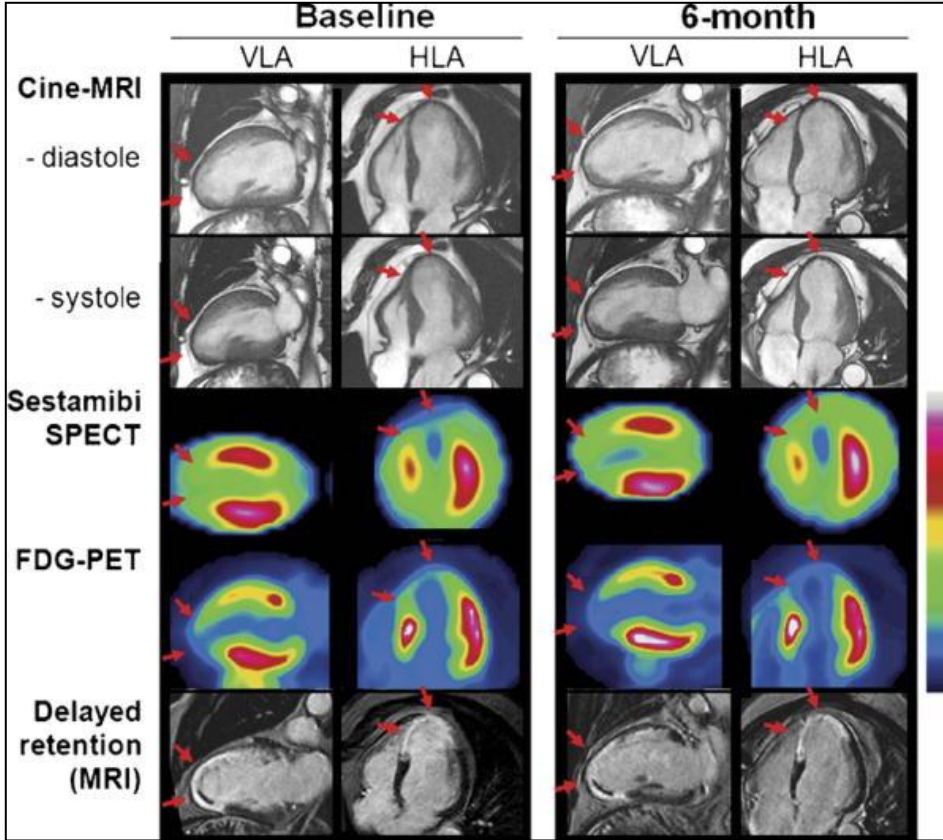 Baseline 6-month
VLA HLA VLA HLA
Cine-MRI
- diastole
- systole
Sestamibi
SPECT
FDG-PET
Delayed
retention
(MRI)